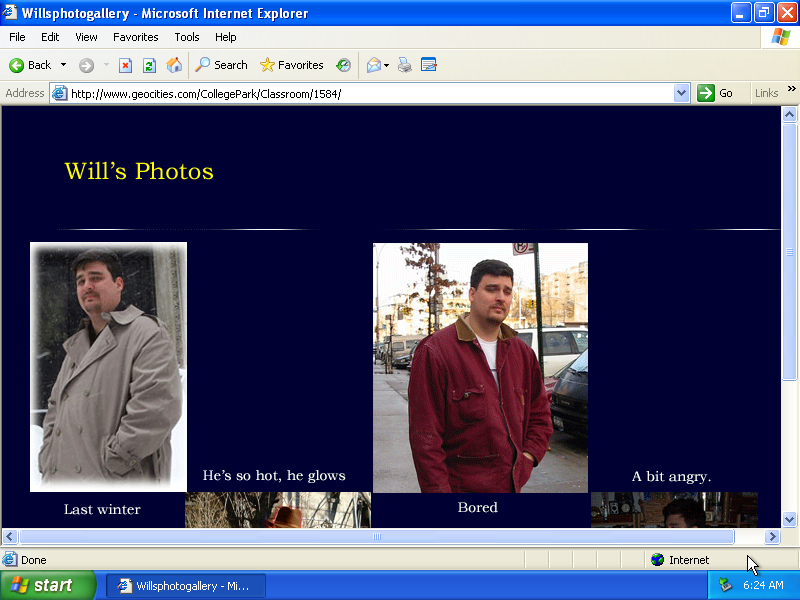 Willsphotogallery - Microsoft Internet Explorer
File Edit View Favorites Tools Help
Back Search Favorites
Address http://www.geocities.com/CollegePark/Classroom/1584/ Go Links »
Will's Photos
He's so hot, he glows
A bit angry.
Last winter
Bored
Done Internet
start Willsphotogallery - Mi... 6:24 AM